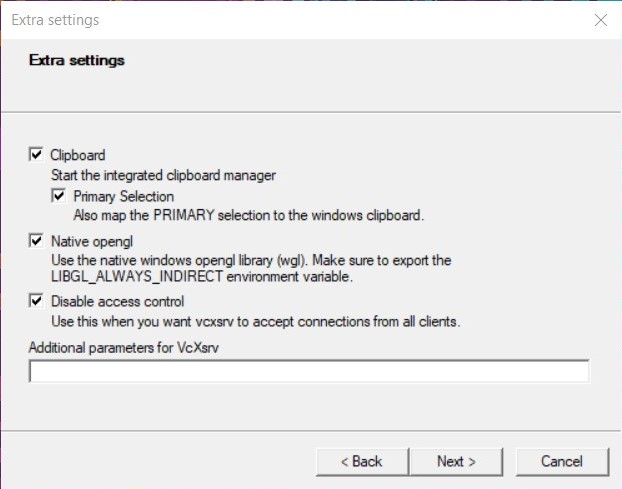 Extra settings
Extra settings
Clipboard
Start the integrated clipboard manager
Primary Selection
Also map the PRIMARY selection to the windows clipboard.
Native opengl
Use the native windows opengl library (wgl). Make sure to export the
LIBGL_ALWAYS_INDIRECT environment variable.
Disable access control
Use this when you want vcxsrv to accept connections from all clients.
Additional parameters for VcXsrv
< Back Next > Cancel